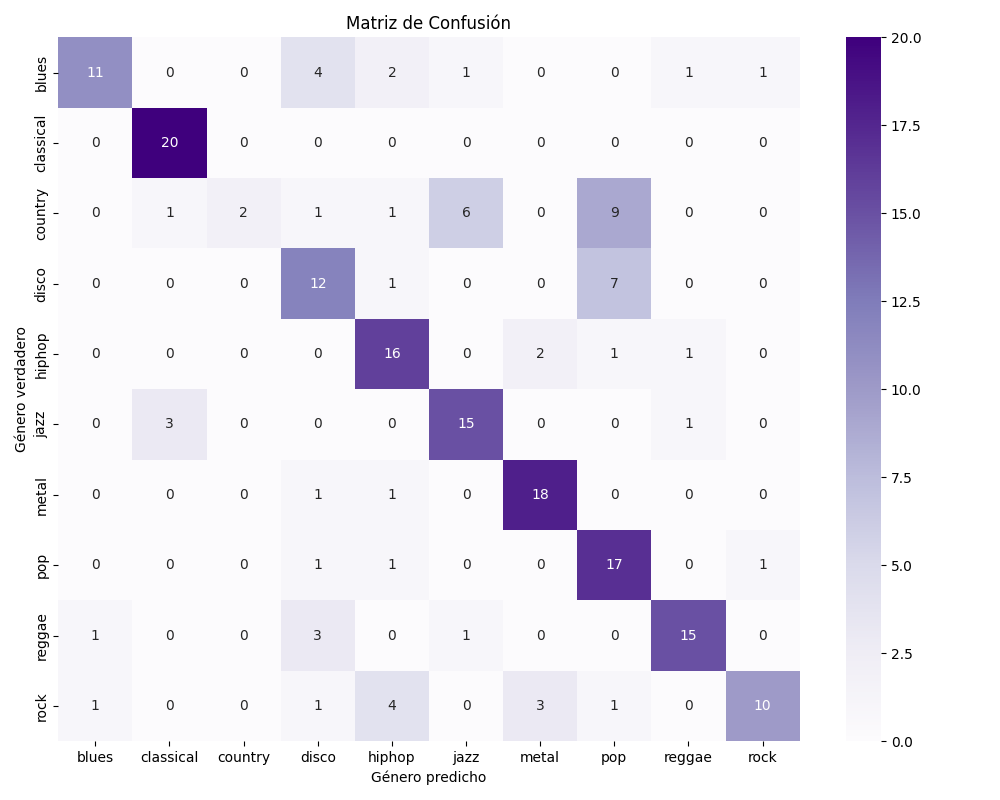 Matriz de Confusión
Género verdadero
blues 11 0 0 4 2 1 0 0 1 1
classical 0 20 0 0 0 0 0 0 0 0
country 0 1 2 1 1 6 0 9 0 0
disco 0 0 0 12 1 0 0 7 0 0
hiphop 0 0 0 0 16 0 2 1 1 0
jazz 0 3 0 0 0 15 0 0 1 0
metal 0 0 0 1 1 0 18 0 0 0
pop 0 0 0 1 1 0 0 17 0 1
reggae 1 0 0 3 0 1 0 0 15 0
rock 1 0 0 1 4 0 3 1 0 10
blues classical country disco hiphop jazz metal pop reggae rock
Género predicho
20.0
17.5
15.0
12.5
10.0
7.5
5.0
2.5
0.0